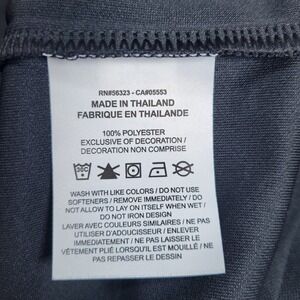 RN#56323 - CA#05553
MADE IN THAILAND
FABRIQUE EN THAILANDE
100% POLYESTER
EXCLUSIVE OF DECORATION /
DECORATION NON COMPRISE
WASH WITH LIKE COLORS / DO NOT USE
SOFTENERS / REMOVE IMMEDIATELY / DO
NOT ALLOW TO LAY ON ITSELF WHEN WET /
DO NOT IRON DESIGN
LAVER AVEC COULEURS SIMILAIRES / NE PAS
UTILISER D'ADOUCISSEUR / ENLEVER
IMMEDIATEMENT / NE PAS LAISSER LE
VÊTEMENT PLIÉ LORSQU'IL EST MOUILLÉ / NE PAS
REPASSER LE DESSIN